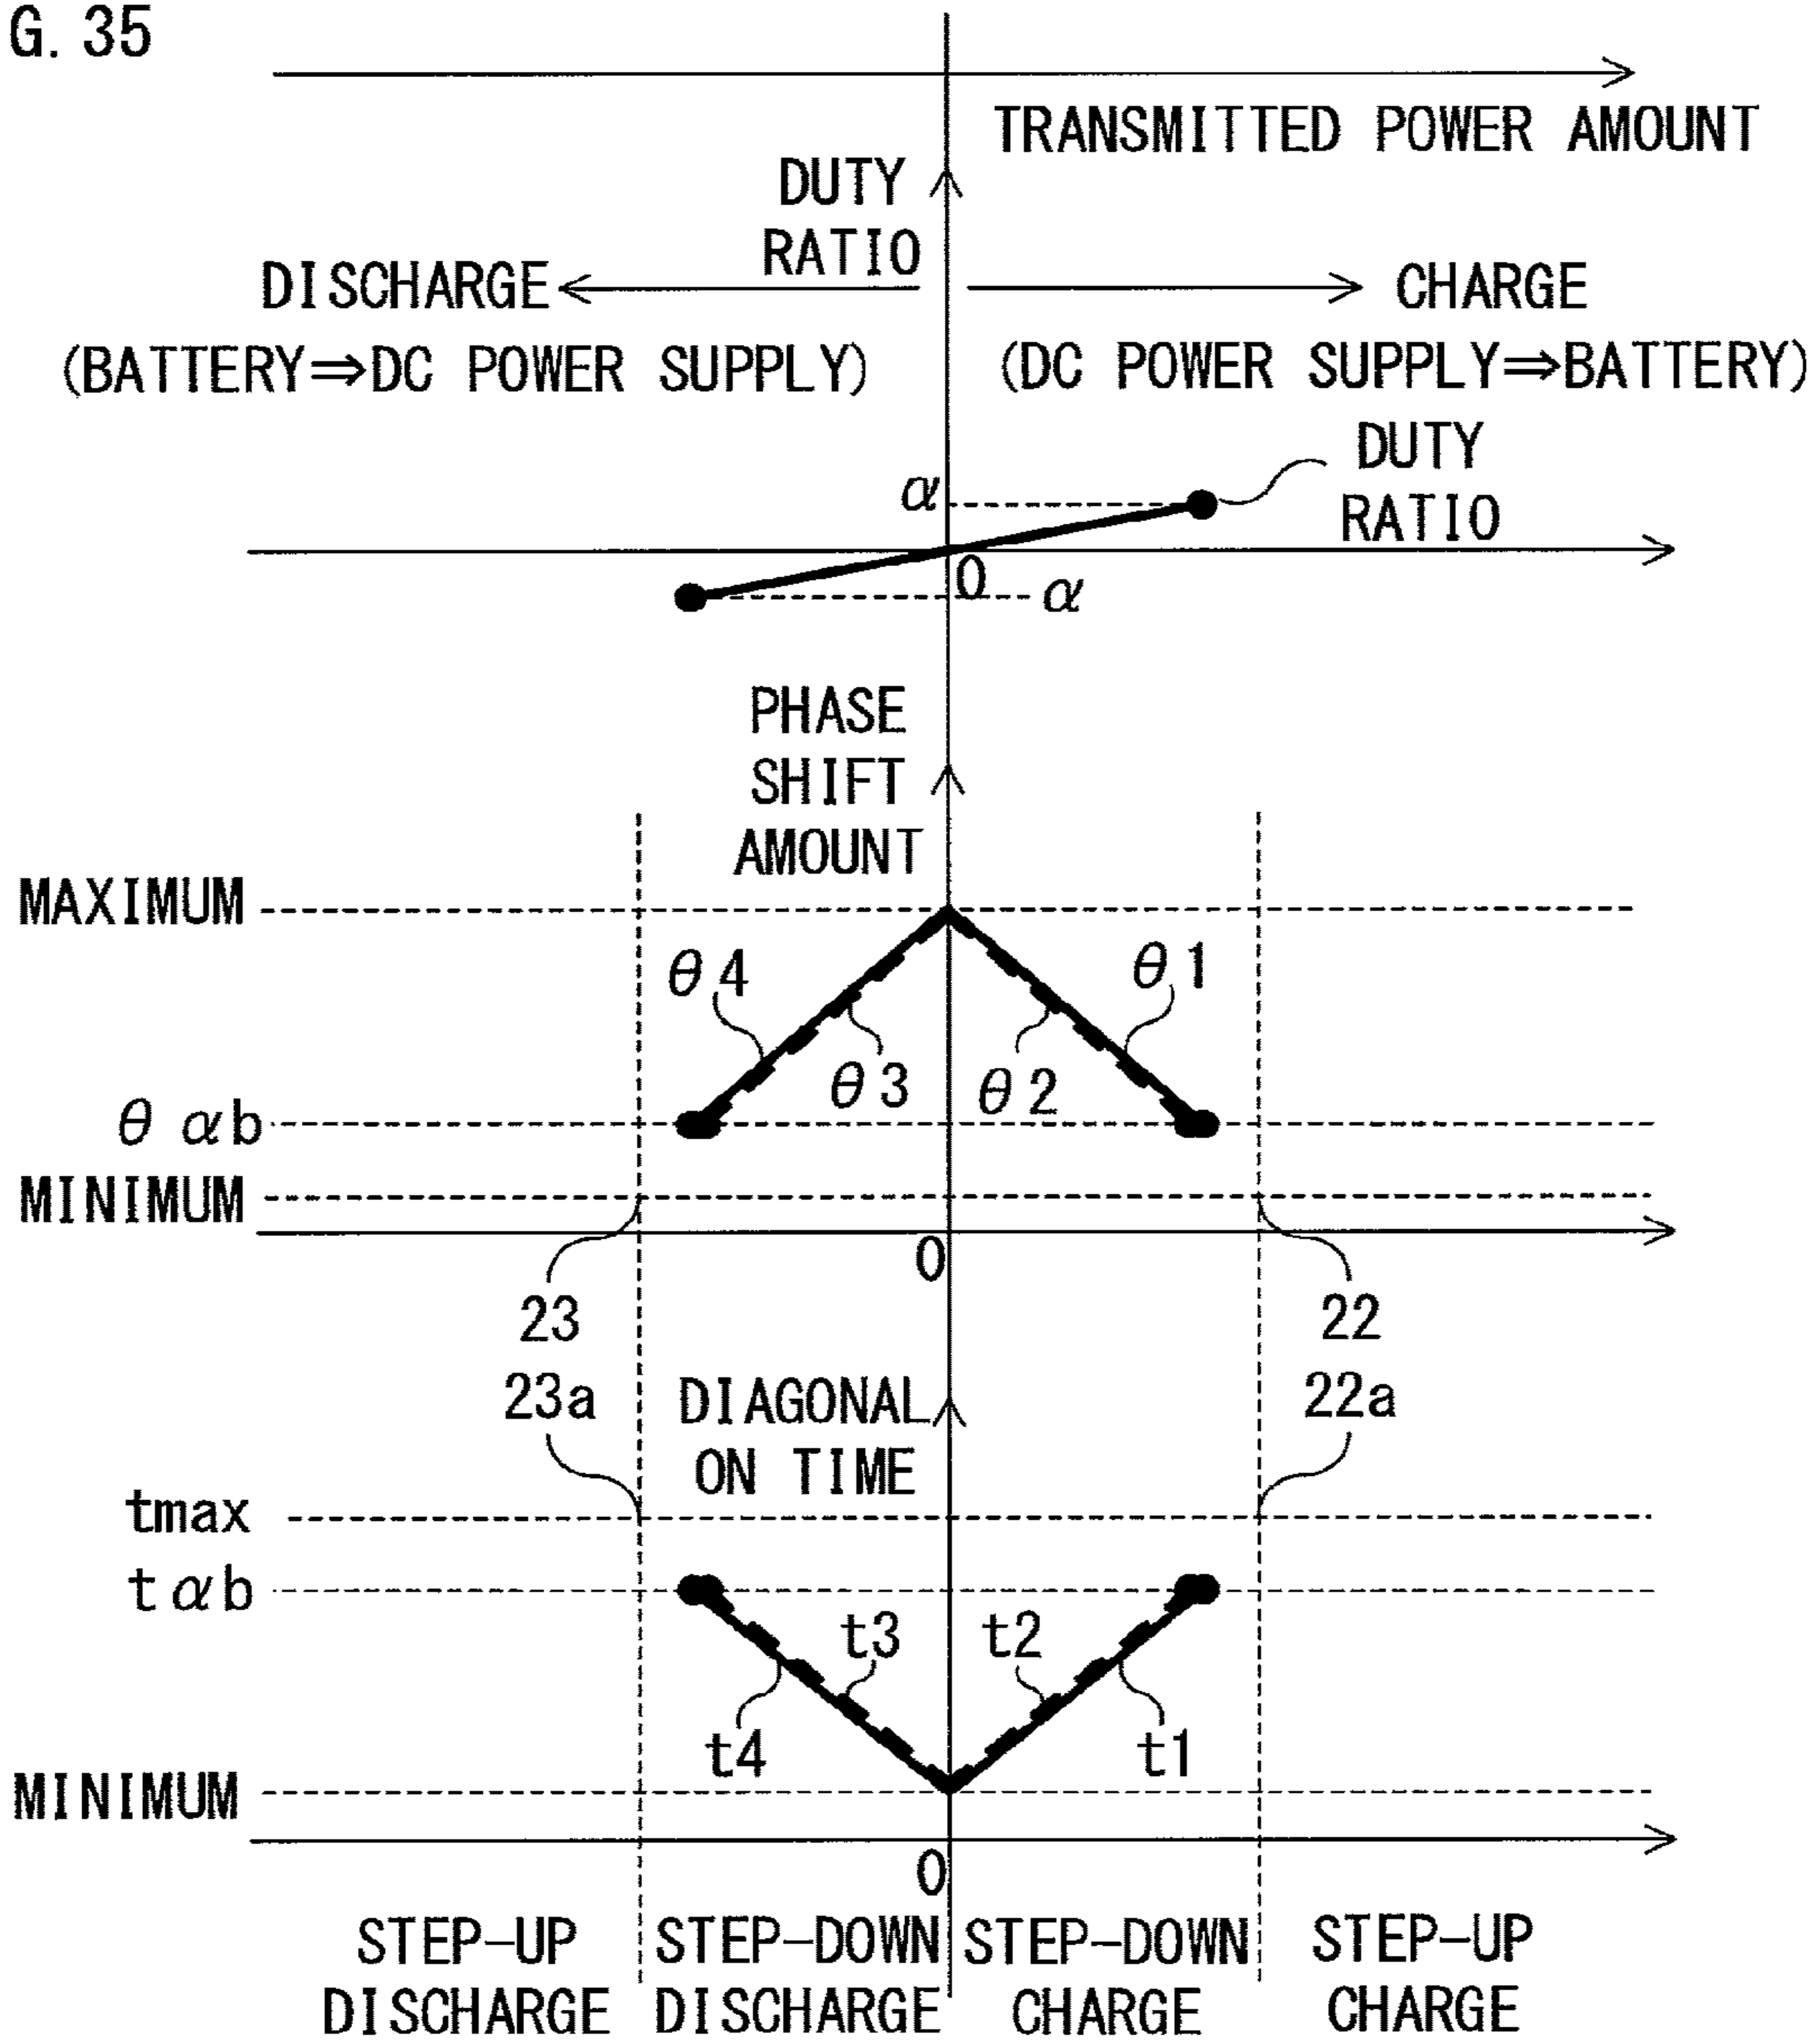 G. 35
TRANSMITTED POWER AMOUNT
DUTY
RATIO
DISCHARGE
CHARGE
(BATTERY⇒DC POWER SUPPLY)
(DC POWER SUPPLY⇒BATTERY)
DUTY
RATIO
α
0
-α
PHASE
SHIFT
AMOUNT
MAXIMUM
θ4
θ1
θ3
θ2
θαb
MINIMUM
0
23
22
23a
22a
DIAGONAL
ON TIME
tmax
tαb
t3
t2
t4
t1
MINIMUM
0
STEP-UP
DISCHARGE
STEP-DOWN
DISCHARGE
STEP-DOWN
CHARGE
STEP-UP
CHARGE